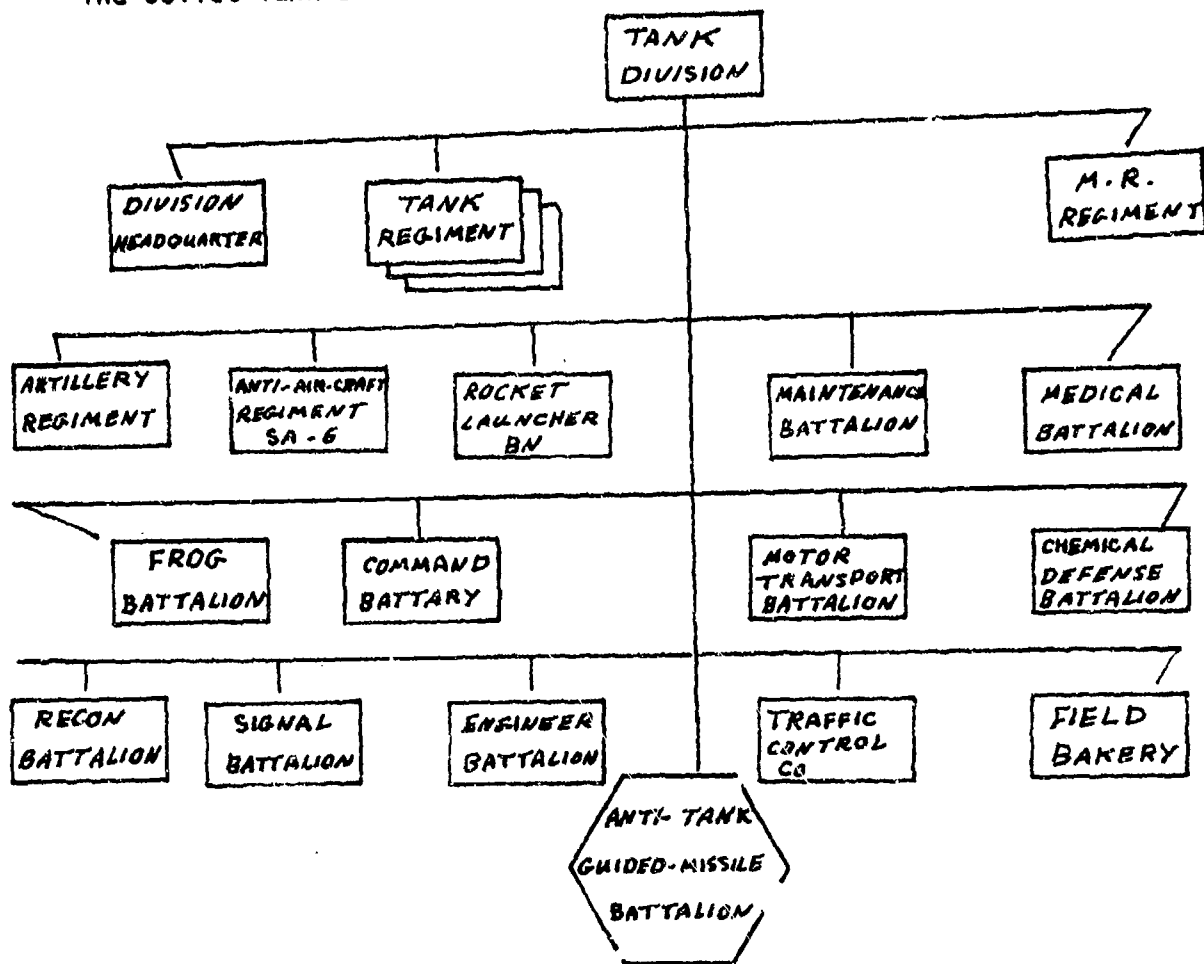 TANK
DIVISION
DIVISION
HEADQUARTER
TANK
REGIMENT
M.R.
REGIMENT
ARTILLERY
REGIMENT
ANTI-AIR-CRAFT
REGIMENT
SA-6
ROCKET
LAUNCHER
BN
MAINTENANCE
BATTALION
MEDICAL
BATTALION
FROG
BATTALION
COMMAND
BATTARY
MOTOR
TRANSPORT
BATTALION
CHEMICAL
DEFENSE
BATTALION
RECON
BATTALION
SIGNAL
BATTALION
ENGINEER
BATTALION
TRAFFIC
CONTROL
CO
FIELD
BAKERY
ANTI-TANK
GUIDED-MISSILE
BATTALION